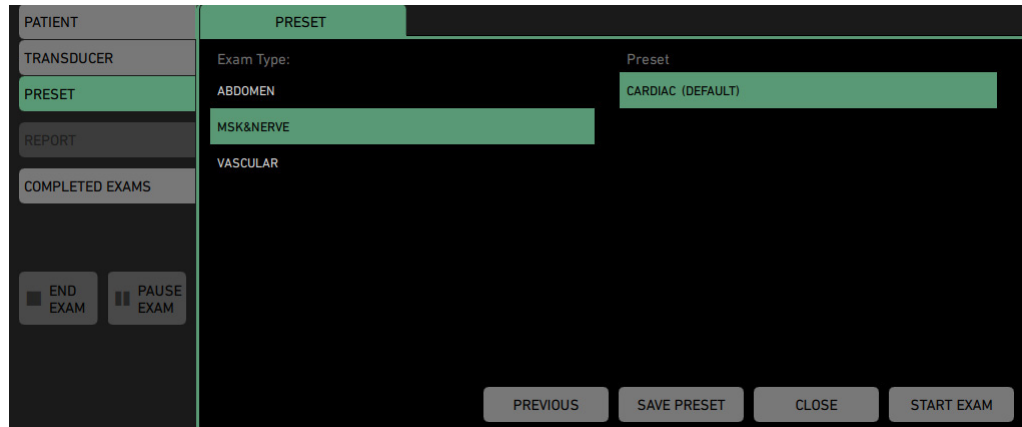 PATIENT
TRANSDUCER
PRESET
REPORT
COMPLETED EXAMS
END
EXAM
PAUSE
EXAM
PRESET
Exam Type:
ABDOMEN
MSK&NERVE
VASCULAR
Preset
CARDIAC (DEFAULT)
PREVIOUS
SAVE PRESET
CLOSE
START EXAM